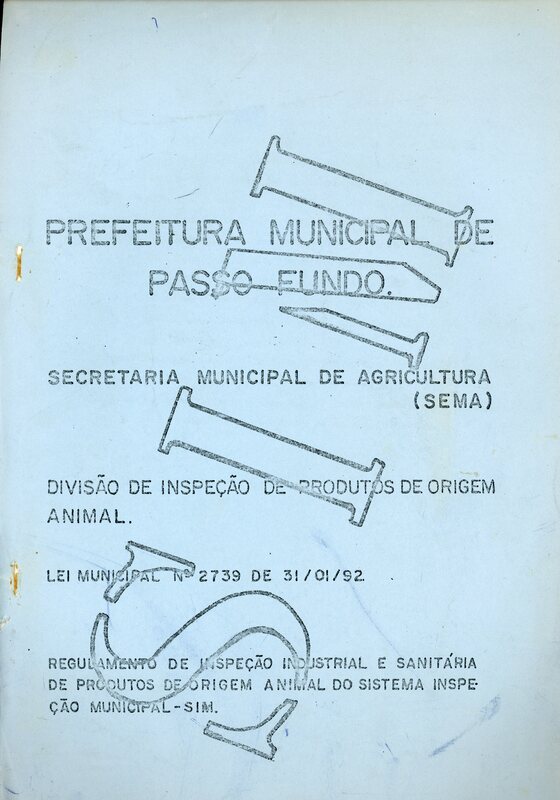 PREFEITURA MUNICIPAL DE
PASSO FUNDO.
SECRETARIA MUNICIPAL DE AGRICULTURA
(SEMA)
DIVISÃO DE INSPEÇÃO DE PRODUTOS DE ORIGEM
ANIMAL.
LEI MUNICIPAL Nº 2739 DE 31/01/92.
REGULAMENTO DE INSPEÇÃO INDUSTRIAL E SANITÁRIA
DE PRODUTOS DE ORIGEM ANIMAL DO SISTEMA INSPE-
ÇÃO MUNICIPAL-SIM.
SIM